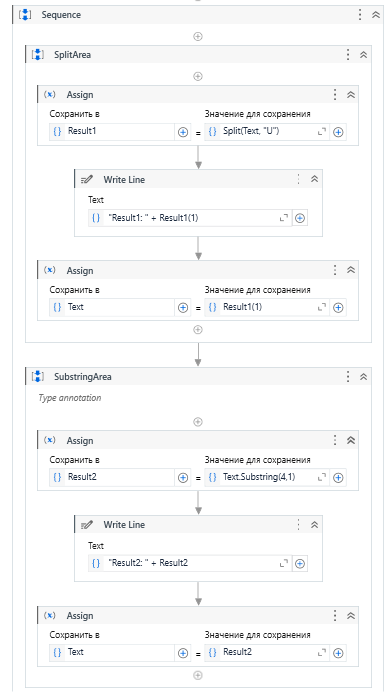 Sequence
SplitArea
Assign
Сохранить в Значение для сохранения
Result1 = Split(Text, "U")
Write Line
Text
"Result1: " + Result1(1)
Assign
Сохранить в Значение для сохранения
Text = Result1(1)
SubstringArea
Type annotation
Assign
Сохранить в Значение для сохранения
Result2 = Text.Substring(4,1)
Write Line
Text
"Result2: " + Result2
Assign
Сохранить в Значение для сохранения
Text = Result2